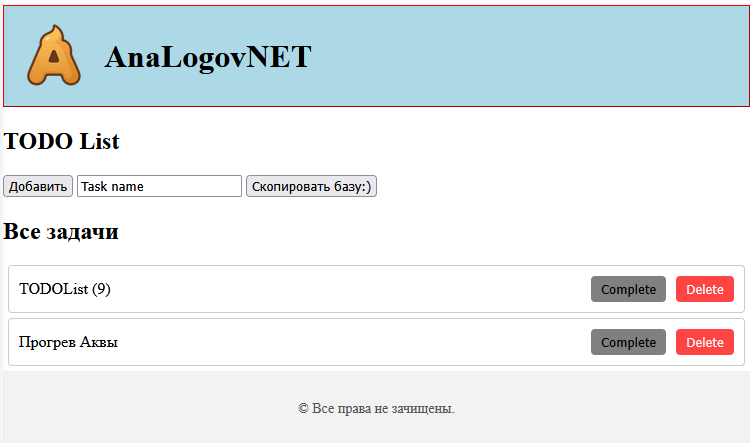 AnaLogovNET
TODO List
Добавить Task name Скопировать базу:)
Все задачи
TODOList (9) Complete Delete
Прогрев Аквы Complete Delete
© Все права не зачищены.